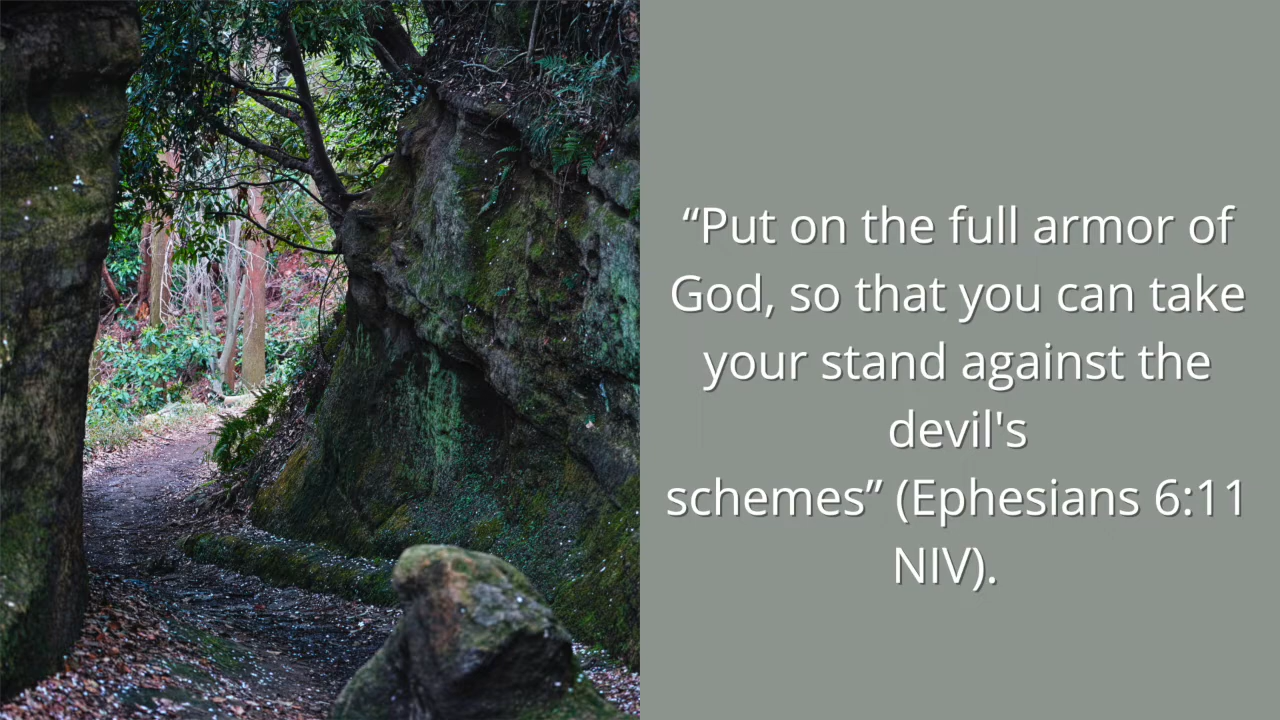 “Put on the full armor of
God, so that you can take
your stand against the
devil's
schemes” (Ephesians 6:11
NIV).